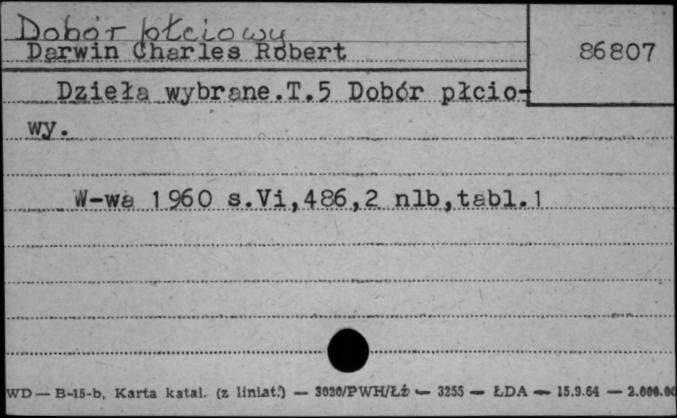 Dobór płciowy
Darwin Charles Robert
86807
Dzieła wybrane.T.5 Dobór płcio-
wy.
W-wa 1960 s.Vi,486,2 nlb,tabl.1
WD — B-15-b, Karta katal. (z liniat.) — 3020/PWH/Łż — 3255 — ŁDA — 15.9.64 — 2.000.00